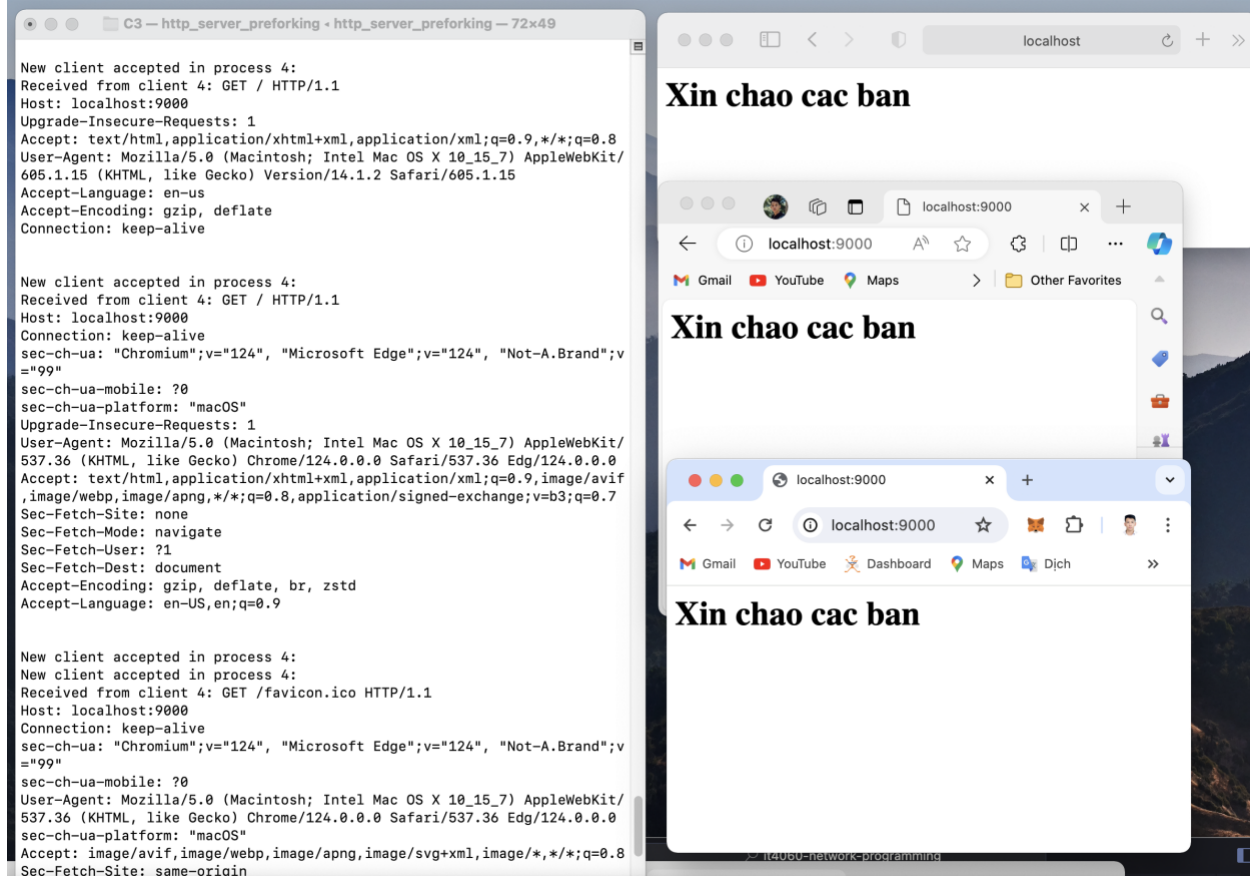 C3 — http_server_preforking ◂ http_server_preforking — 72×49
New client accepted in process 4:
Received from client 4: GET / HTTP/1.1
Host: localhost:9000
Upgrade-Insecure-Requests: 1
Accept: text/html,application/xhtml+xml,application/xml;q=0.9,*/*;q=0.8
User-Agent: Mozilla/5.0 (Macintosh; Intel Mac OS X 10_15_7) AppleWebKit/
605.1.15 (KHTML, like Gecko) Version/14.1.2 Safari/605.1.15
Accept-Language: en-us
Accept-Encoding: gzip, deflate
Connection: keep-alive
New client accepted in process 4:
Received from client 4: GET / HTTP/1.1
Host: localhost:9000
Connection: keep-alive
sec-ch-ua: "Chromium";v="124", "Microsoft Edge";v="124", "Not-A.Brand";v
="99"
sec-ch-ua-mobile: ?0
sec-ch-ua-platform: "macOS"
Upgrade-Insecure-Requests: 1
User-Agent: Mozilla/5.0 (Macintosh; Intel Mac OS X 10_15_7) AppleWebKit/
537.36 (KHTML, like Gecko) Chrome/124.0.0.0 Safari/537.36 Edg/124.0.0.0
Accept: text/html,application/xhtml+xml,application/xml;q=0.9,image/avif
,image/webp,image/apng,*/*;q=0.8,application/signed-exchange;v=b3;q=0.7
Sec-Fetch-Site: none
Sec-Fetch-Mode: navigate
Sec-Fetch-User: ?1
Sec-Fetch-Dest: document
Accept-Encoding: gzip, deflate, br, zstd
Accept-Language: en-US,en;q=0.9
New client accepted in process 4:
New client accepted in process 4:
Received from client 4: GET /favicon.ico HTTP/1.1
Host: localhost:9000
Connection: keep-alive
sec-ch-ua: "Chromium";v="124", "Microsoft Edge";v="124", "Not-A.Brand";v
="99"
sec-ch-ua-mobile: ?0
User-Agent: Mozilla/5.0 (Macintosh; Intel Mac OS X 10_15_7) AppleWebKit/
537.36 (KHTML, like Gecko) Chrome/124.0.0.0 Safari/537.36 Edg/124.0.0.0
sec-ch-ua-platform: "macOS"
Accept: image/avif,image/webp,image/apng,image/svg+xml,image/*,*/*;q=0.8
Sec-Fetch-Site: same-origin
localhost
Xin chao cac ban
localhost:9000
localhost:9000
Gmail YouTube Maps Other Favorites
Xin chao cac ban
localhost:9000
localhost:9000
Gmail YouTube Dashboard Maps Dịch
Xin chao cac ban
it4060-network-programming